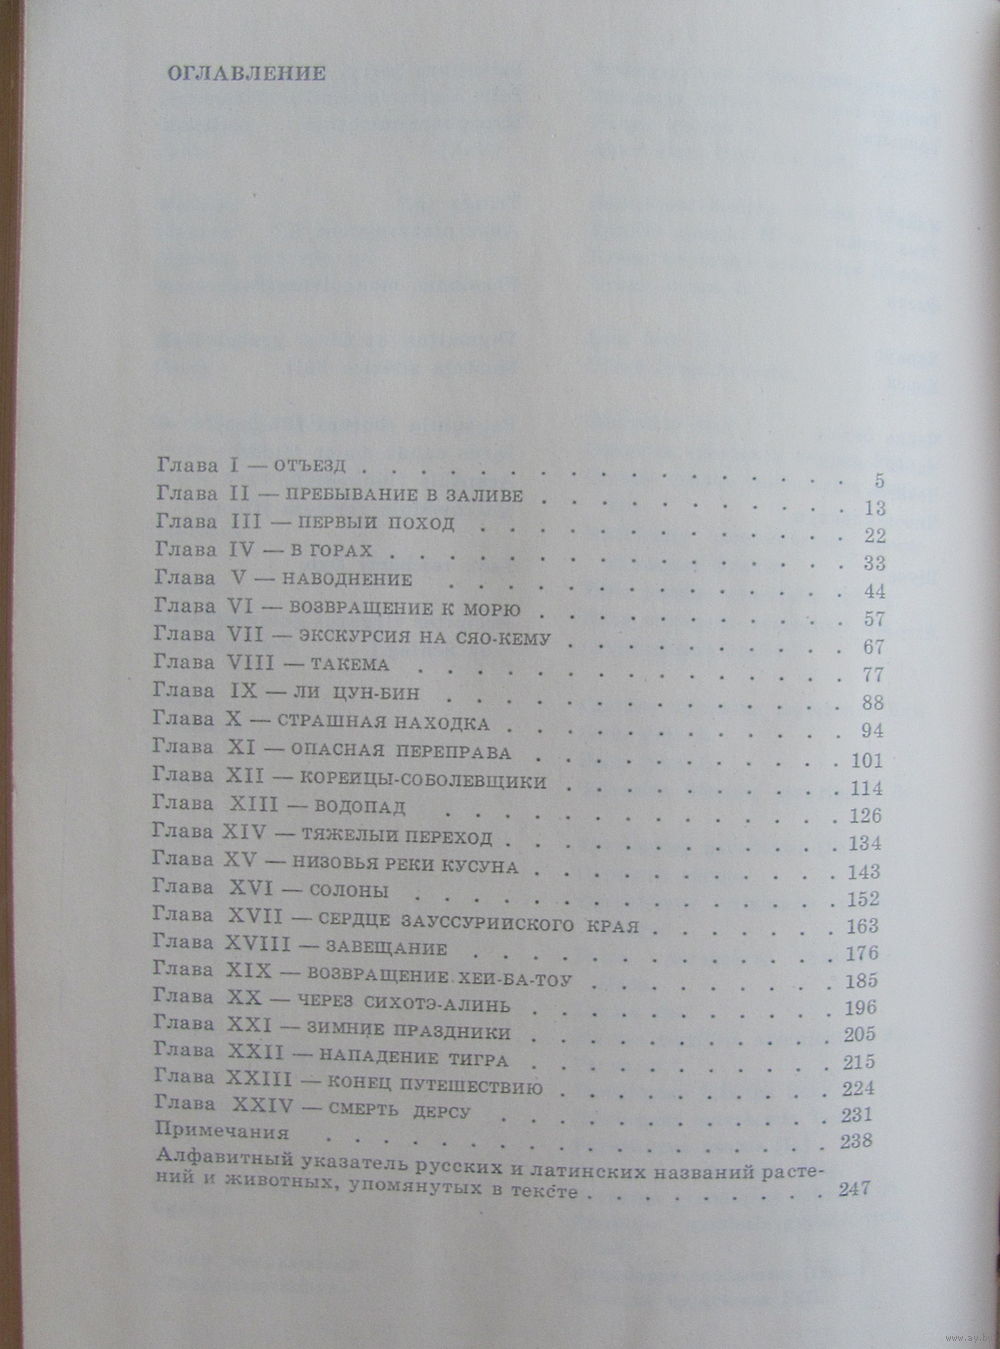 ОГЛАВЛЕНИЕ
Глава I — ОТЪЕЗД . . . . . . . . . . . . . . . . . 5
Глава II — ПРЕБЫВАНИЕ В ЗАЛИВЕ . . . . . . . . . . . 13
Глава III — ПЕРВЫЙ ПОХОД . . . . . . . . . . . . . 22
Глава IV — В ГОРАХ . . . . . . . . . . . . . . . . 33
Глава V — НАВОДНЕНИЕ . . . . . . . . . . . . . . 44
Глава VI — ВОЗВРАЩЕНИЕ К МОРЮ . . . . . . . . . . . 57
Глава VII — ЭКСКУРСИЯ НА СЯО-КЕМУ . . . . . . . . . . 67
Глава VIII — ТАКЕМА . . . . . . . . . . . . . . . 77
Глава IX — ЛИ ЦУН-БИН . . . . . . . . . . . . . . 88
Глава X — СТРАШНАЯ НАХОДКА . . . . . . . . . . . . 94
Глава XI — ОПАСНАЯ ПЕРЕПРАВА . . . . . . . . . . . 101
Глава XII — КОРЕЙЦЫ-СОБОЛЕВЩИКИ . . . . . . . . . . 114
Глава XIII — ВОДОПАД . . . . . . . . . . . . . . 126
Глава XIV — ТЯЖЕЛЫЙ ПЕРЕХОД . . . . . . . . . . . . 134
Глава XV — НИЗОВЬЯ РЕКИ КУСУНА . . . . . . . . . . . 143
Глава XVI — СОЛОНЫ . . . . . . . . . . . . . . . 152
Глава XVII — СЕРДЦЕ ЗАУССУРИЙСКОГО КРАЯ . . . . . . . 163
Глава XVIII — ЗАВЕЩАНИЕ . . . . . . . . . . . . . 176
Глава XIX — ВОЗВРАЩЕНИЕ ХЕЙ-БА-ТОУ . . . . . . . . . 185
Глава XX — ЧЕРЕЗ СИХОТЭ-АЛИНЬ . . . . . . . . . . . 196
Глава XXI — ЗИМНИЕ ПРАЗДНИКИ . . . . . . . . . . . 205
Глава XXII — НАПАДЕНИЕ ТИГРА . . . . . . . . . . . 215
Глава XXIII — КОНЕЦ ПУТЕШЕСТВИЮ . . . . . . . . . . 224
Глава XXIV — СМЕРТЬ ДЕРСУ . . . . . . . . . . . . 231
Примечания . . . . . . . . . . . . . . . . . . 238
Алфавитный указатель русских и латинских названий расте-
ний и животных, упомянутых в тексте . . . . . . . . . 247
www.ay.by